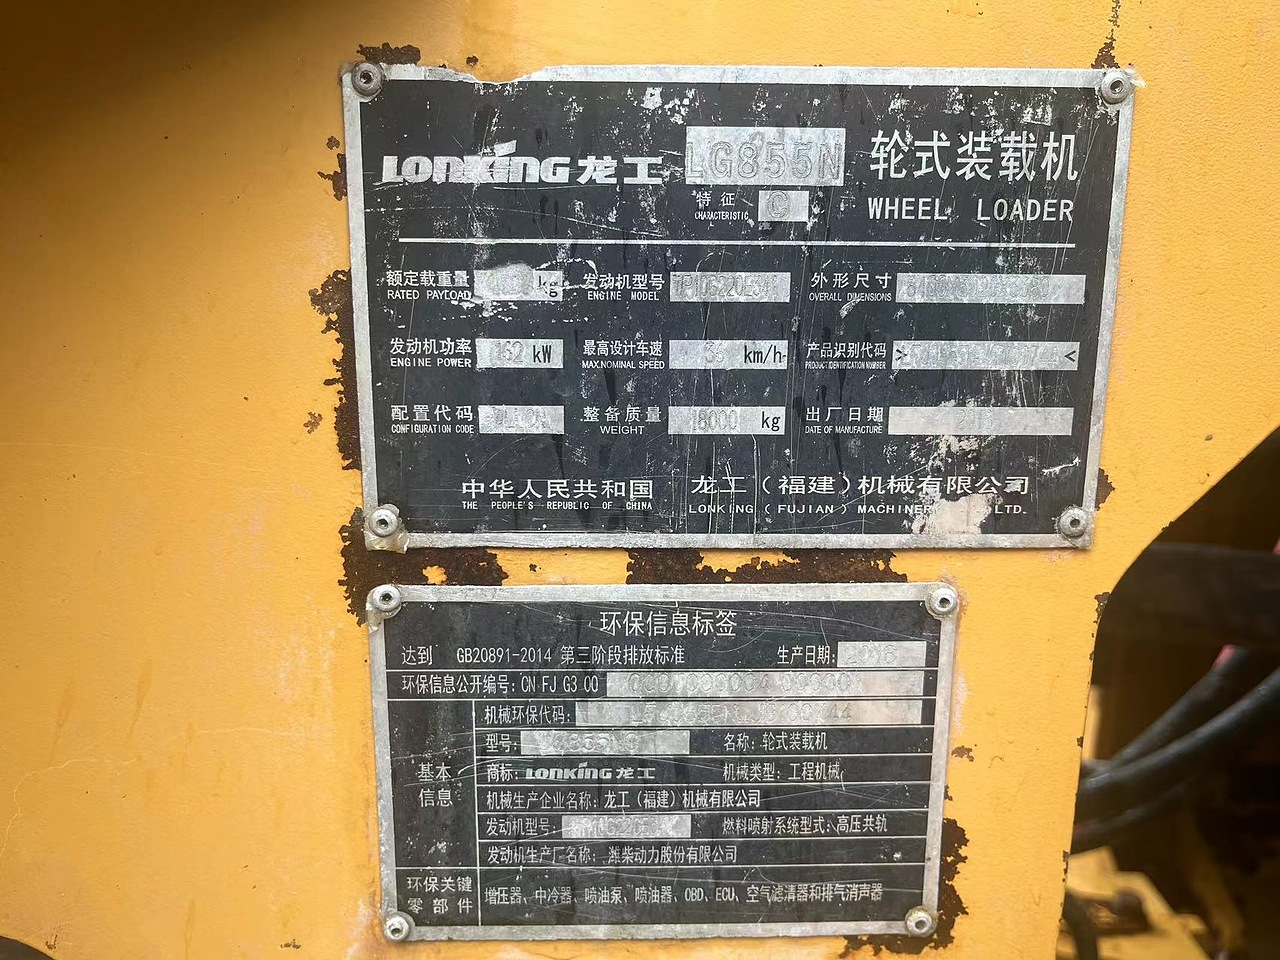 LONKING 龙工 LG855N 轮式装载机
特征 C WHEEL LOADER
CHARACTERISTIC
额定载重量 kg 发动机型号 外形尺寸
RATED PAYLOAD ENGINE MODEL OVERALL DIMENSIONS
发动机功率 162 kW 最高设计车速 km/h 产品识别代码 > <
ENGINE POWER MAX.NOMINAL SPEED PRODUCT IDENTIFICATION NUMBER
配置代码 整备质量 18000 kg 出厂日期
CONFIGURATION CODE WEIGHT DATE OF MANUFACTURE
中华人民共和国 龙工(福建)机械有限公司
THE PEOPLE'S REPUBLIC OF CHINA LONKING (FUJIAN) MACHINER LTD.
环保信息标签
达到 GB20891-2014 第三阶段排放标准 生产日期:
环保信息公开编号: CN FJ G3 00
机械环保代码:
型号: 名称: 轮式装载机
基本信息 商标: LONKING 龙工 机械类型: 工程机械
机械生产企业名称: 龙工(福建)机械有限公司
发动机型号: 燃料喷射系统型式: 高压共轨
发动机生产厂名称: 潍柴动力股份有限公司
环保关键零部件 增压器、中冷器、喷油泵、喷油器、OBD、ECU、空气滤清器和排气消声器